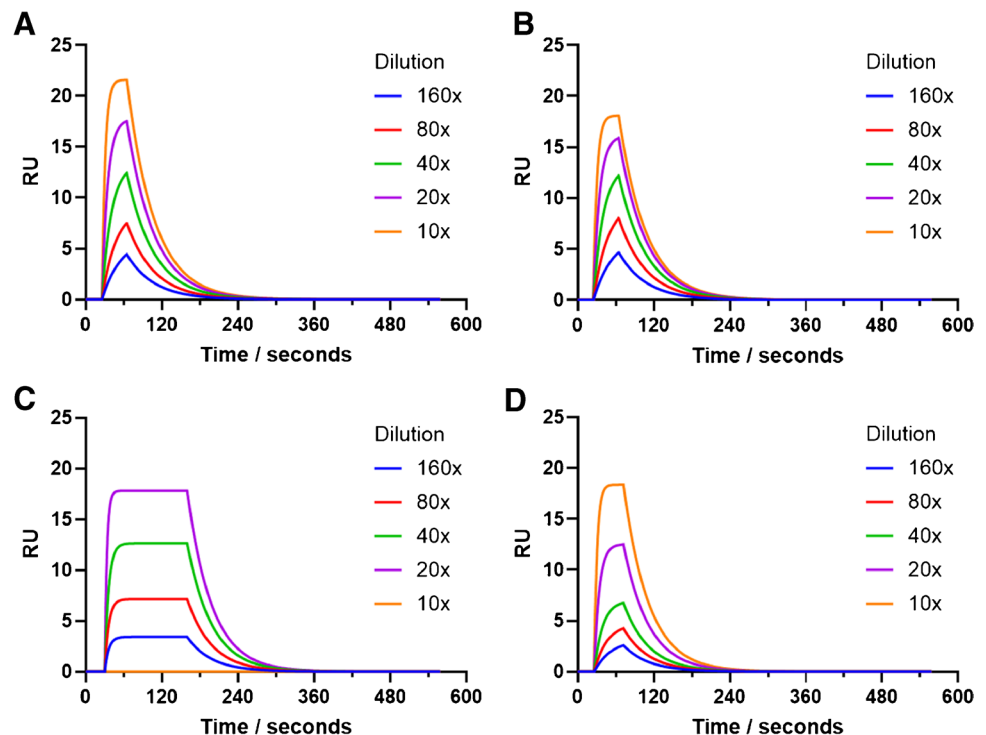 A
25
20
15
10
5
0
RU
0 120 240 360 480 600
Time / seconds
Dilution
160x
80x
40x
20x
10x
B
25
20
15
10
5
0
RU
0 120 240 360 480 600
Time / seconds
Dilution
160x
80x
40x
20x
10x
C
25
20
15
10
5
0
RU
0 120 240 360 480 600
Time / seconds
Dilution
160x
80x
40x
20x
10x
D
25
20
15
10
5
0
RU
0 120 240 360 480 600
Time / seconds
Dilution
160x
80x
40x
20x
10x